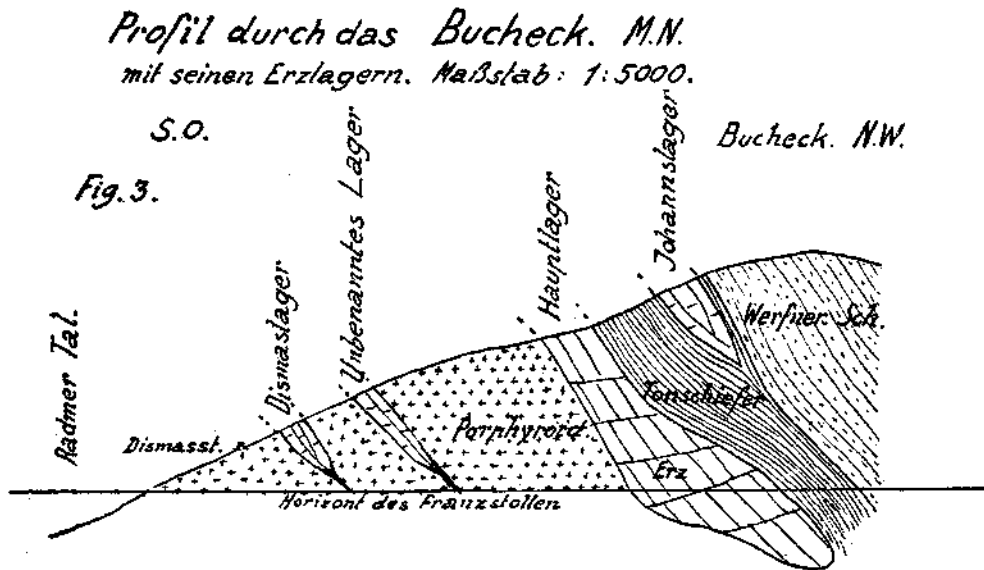 Profil durch das Bucheck. M.N.
mit seinen Erzlagern. Maßstab: 1:5000.
S.O.
Bucheck. N.W.
Fig. 3.
Radmer Tal.
Dismaslager
Unbenanntes Lager
Hauptlager
Johannslager
Werfner Sch.
Tonschiefer
Dismasst.
Porphyroid
Erz
Horizont des Franzstollen